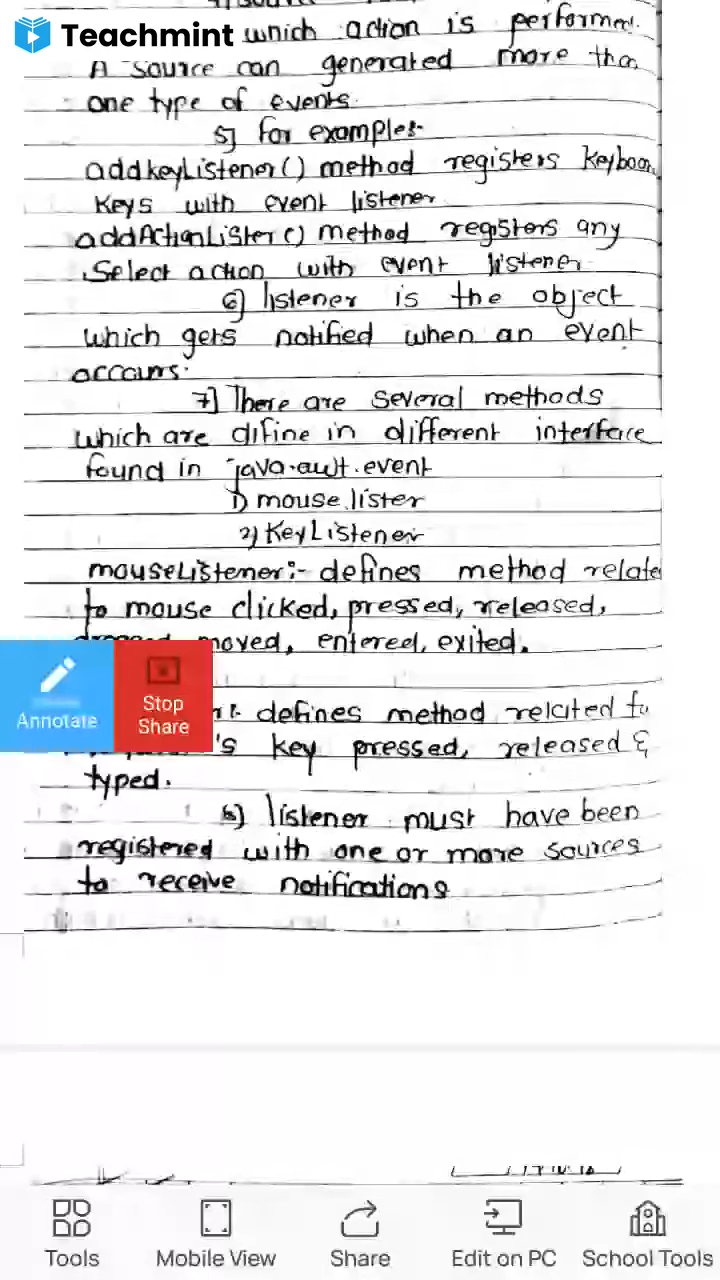 Teachmint which action is performed.
A source can generated more than
one type of events.
5] for example:-
addkeyListener() method registers keyboar
keys with event listener
addActionLister() method registors any
select action with event listener
6] listener is the object
which gets notified when an event
occours.
7] There are several methods
which are difine in different interface
found in java.awt.event
1) mouse.lister
2) KeyListener
mouseListener:- defines method relate
to mouse clicked, pressed, released,
moved, entered, exited.
Annotate
Stop
Share
defines method related to
's key pressed, released &
typed.
8) listener must have been
registered with one or more sources
to receive notifications
Tools
Mobile View
Share
Edit on PC
School Tools